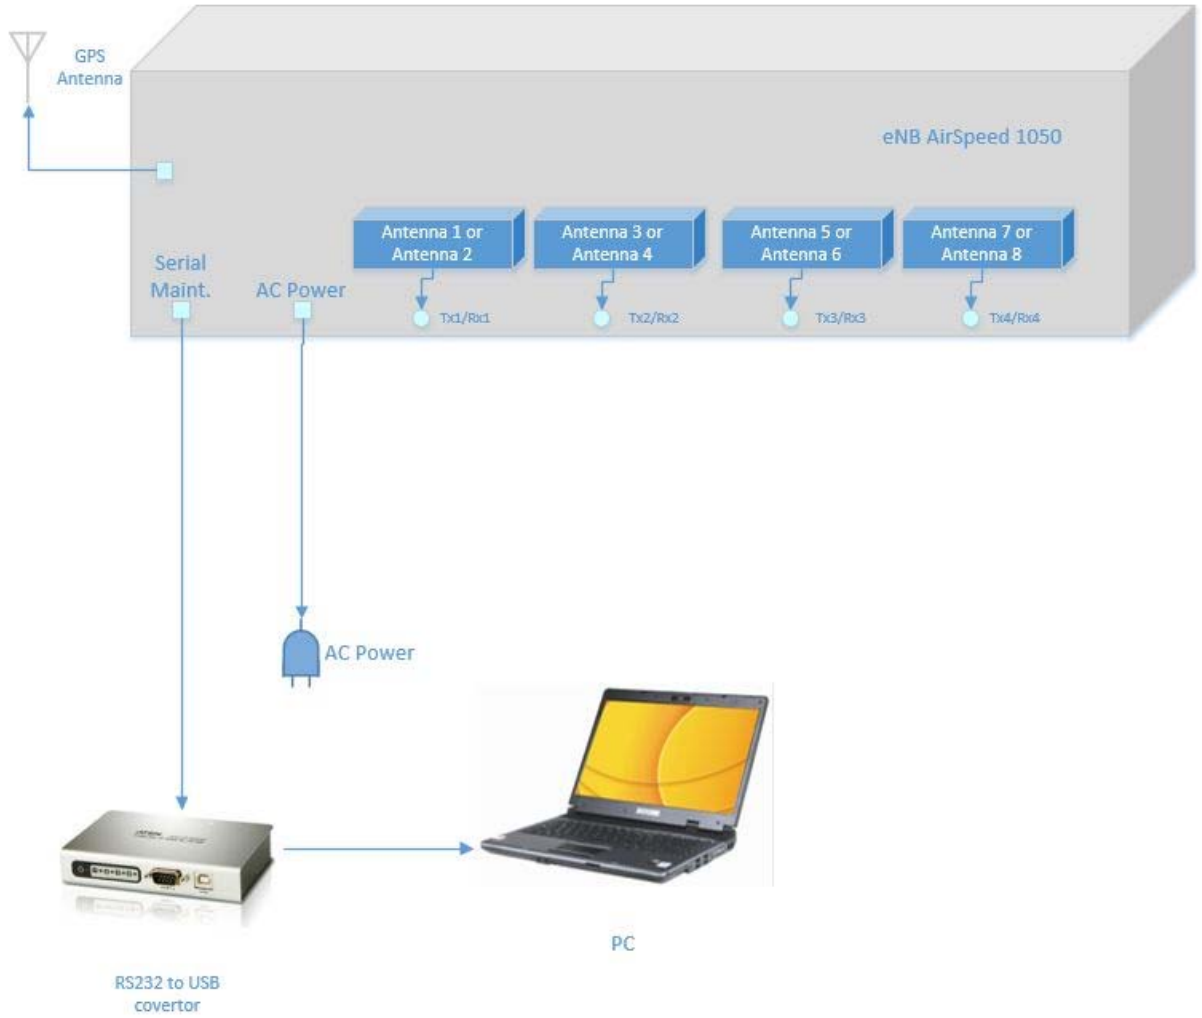 GPS
Antenna
eNB AirSpeed 1050
Antenna 1 or
Antenna 2
Antenna 3 or
Antenna 4
Antenna 5 or
Antenna 6
Antenna 7 or
Antenna 8
Serial
Maint.
AC Power
Tx1/Rx1
Tx2/Rx2
Tx3/Rx3
Tx4/Rx4
AC Power
PC
RS232 to USB
covertor